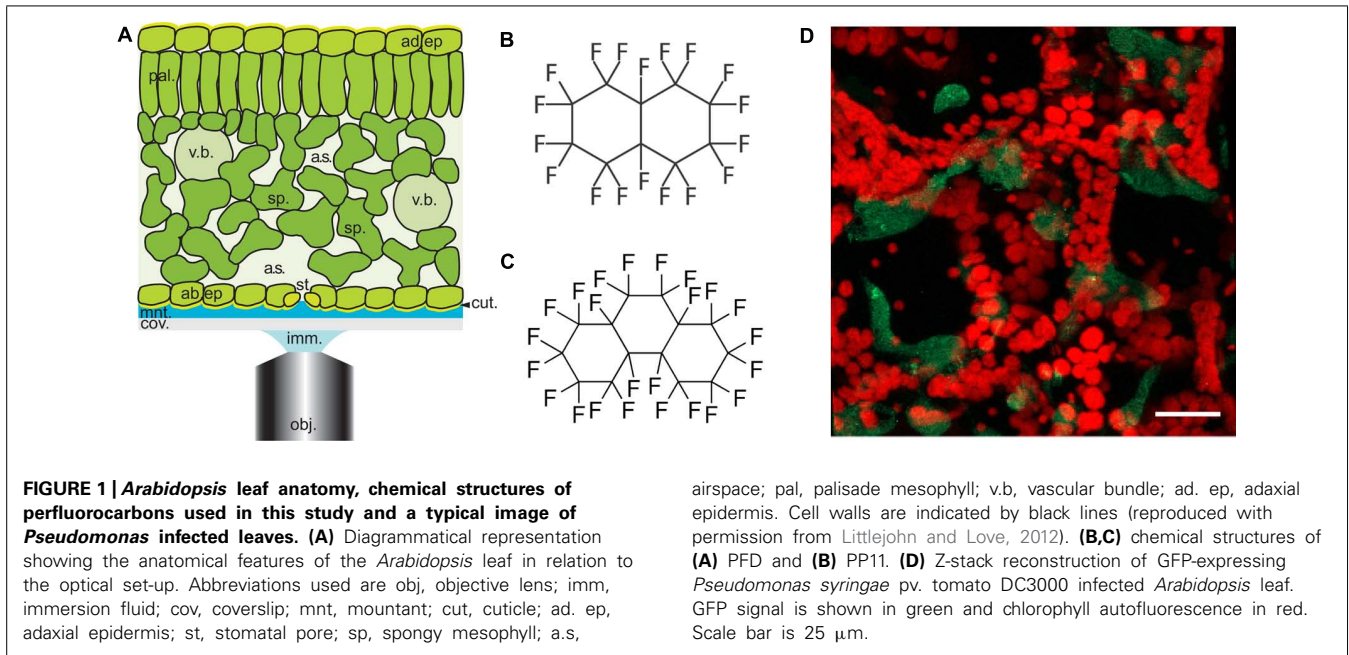 A
ad. ep
pal.
v.b.
a.s.
sp.
v.b.
sp.
a.s.
st.
ab. ep
mnt.
cut.
cov.
imm.
obj.
B
F F F F F
F F
F F
F F
F F
F F F F F
C
F F F F
F F F F
F F
F F
F F
F F F F
F F
F F F F
D
FIGURE 1 | Arabidopsis leaf anatomy, chemical structures of
perfluorocarbons used in this study and a typical image of
Pseudomonas infected leaves. (A) Diagrammatical representation
showing the anatomical features of the Arabidopsis leaf in relation to
the optical set-up. Abbreviations used are obj, objective lens; imm,
immersion fluid; cov, coverslip; mnt, mountant; cut, cuticle; ad. ep,
adaxial epidermis; st, stomatal pore; sp, spongy mesophyll; a.s,
airspace; pal, palisade mesophyll; v.b, vascular bundle; ad. ep, adaxial
epidermis. Cell walls are indicated by black lines (reproduced with
permission from Littlejohn and Love, 2012). (B,C) chemical structures of
(A) PFD and (B) PP11. (D) Z-stack reconstruction of GFP-expressing
Pseudomonas syringae pv. tomato DC3000 infected Arabidopsis leaf.
GFP signal is shown in green and chlorophyll autofluorescence in red.
Scale bar is 25 μm.